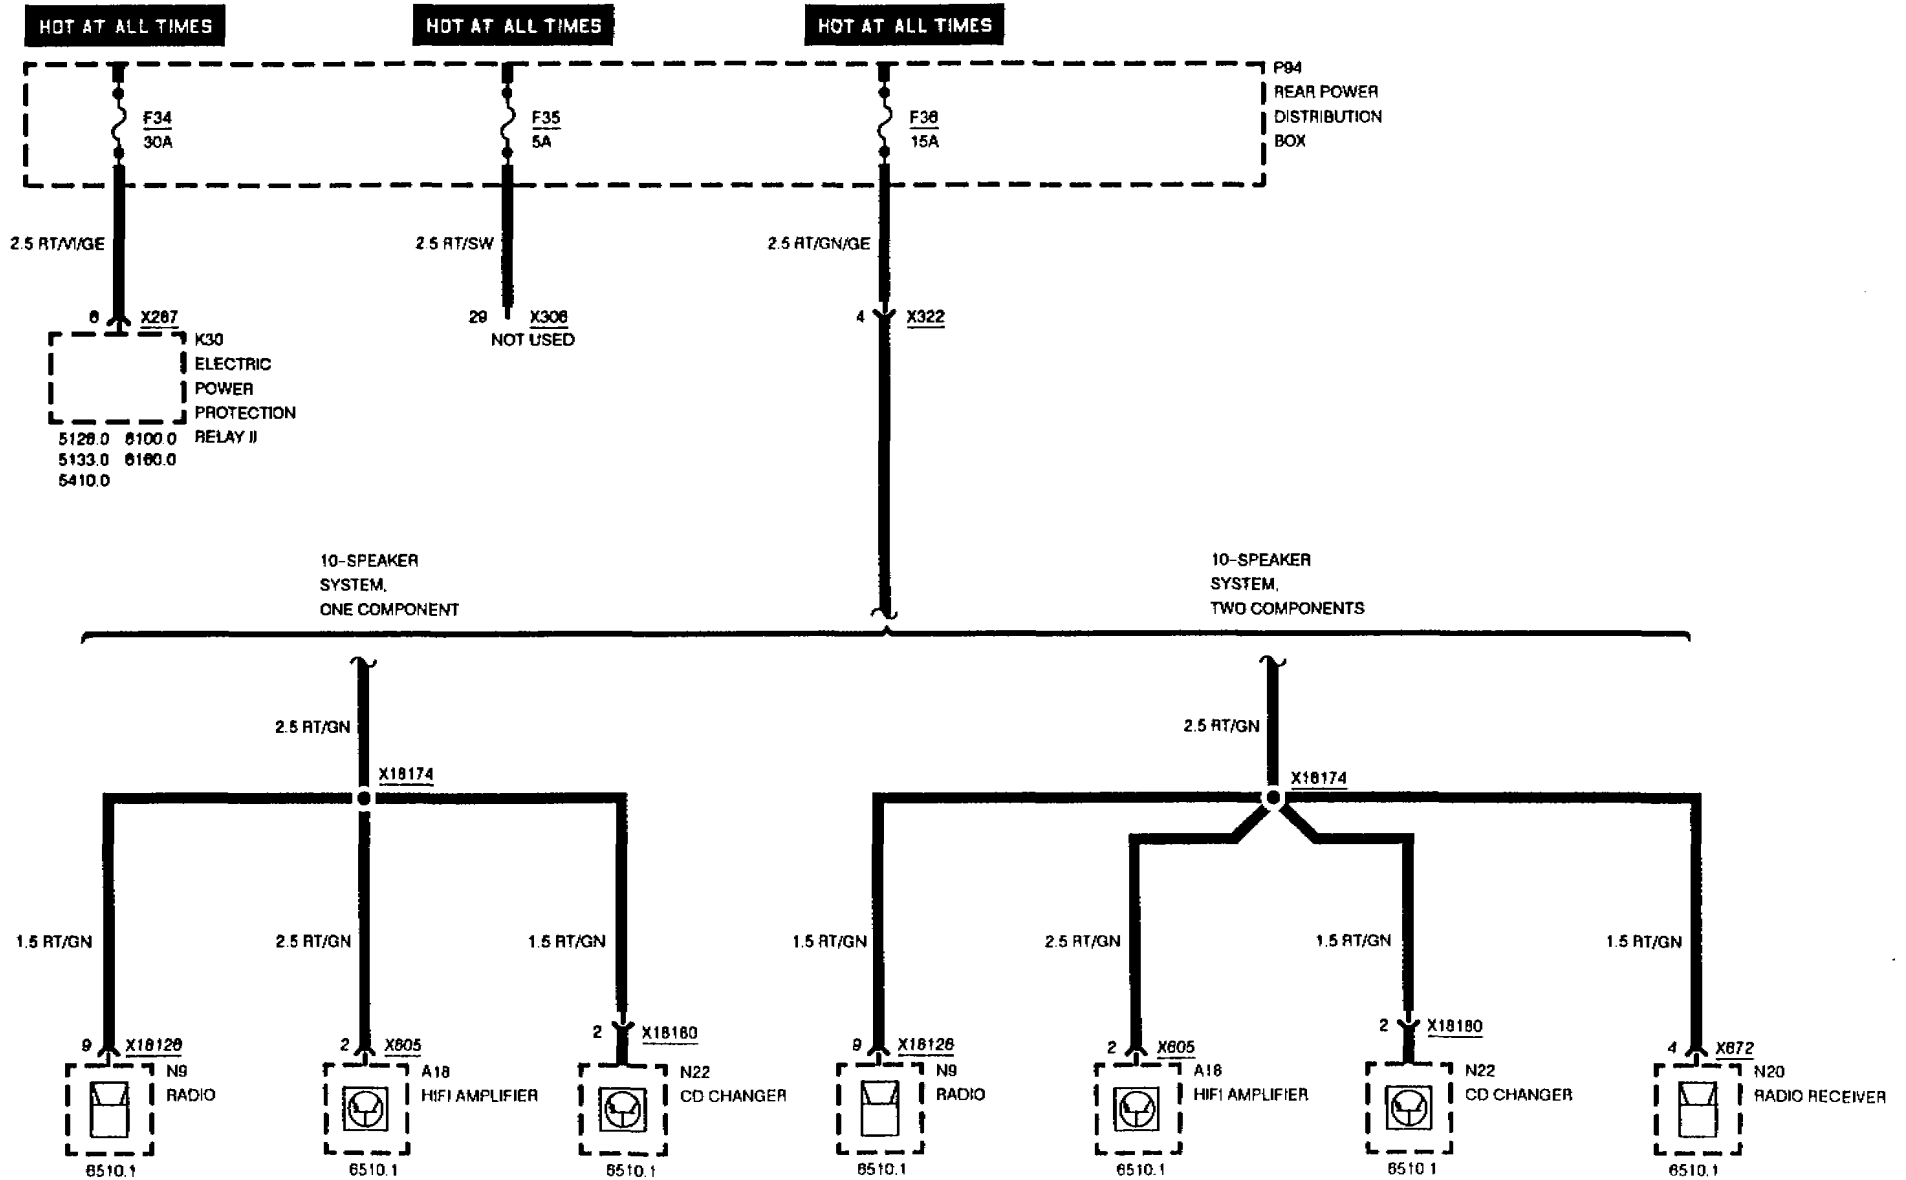 HOT AT ALL TIMES
HOT AT ALL TIMES
HOT AT ALL TIMES
P94
REAR POWER
DISTRIBUTION
BOX
F34
30A
F35
5A
F36
15A
2.5 RT/VI/GE
2.5 RT/SW
2.5 RT/GN/GE
6 X267
29 X306
NOT USED
4 X322
K30
ELECTRIC
POWER
PROTECTION
RELAY II
5126.0 6100.0
5133.0 6160.0
5410.0
10-SPEAKER
SYSTEM,
ONE COMPONENT
10-SPEAKER
SYSTEM,
TWO COMPONENTS
2.5 RT/GN
2.5 RT/GN
X18174
X18174
1.5 RT/GN
2.5 RT/GN
1.5 RT/GN
1.5 RT/GN
2.5 RT/GN
1.5 RT/GN
1.5 RT/GN
9 X18126
2 X605
2 X18180
9 X18126
2 X605
2 X18180
4 X672
N9
RADIO
A18
HIFI AMPLIFIER
N22
CD CHANGER
N9
RADIO
A18
HIFI AMPLIFIER
N22
CD CHANGER
N20
RADIO RECEIVER
6510.1
6510.1
6510.1
6510.1
6510.1
6510 1
6510.1